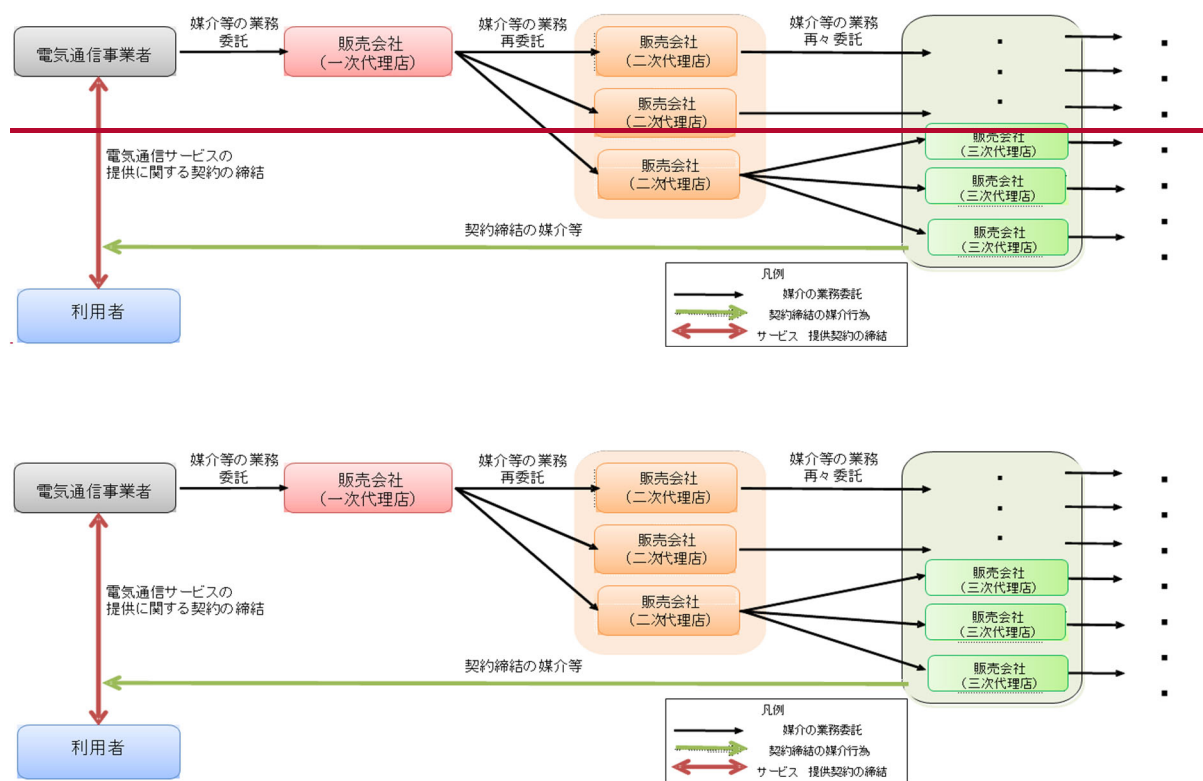 媒介等の業務
委託
媒介等の業務
再委託
媒介等の業務
再々委託
電気通信事業者
販売会社
（一次代理店）
販売会社
（二次代理店）
販売会社
（二次代理店）
販売会社
（二次代理店）
販売会社
（三次代理店）
販売会社
（三次代理店）
販売会社
（三次代理店）
電気通信サービスの
提供に関する契約の締結
契約締結の媒介等
利用者
凡例
媒介の業務委託
契約締結の媒介行為
サービス 提供契約の締結
媒介等の業務
委託
媒介等の業務
再委託
媒介等の業務
再々委託
電気通信事業者
販売会社
（一次代理店）
販売会社
（二次代理店）
販売会社
（二次代理店）
販売会社
（二次代理店）
販売会社
（三次代理店）
販売会社
（三次代理店）
販売会社
（三次代理店）
電気通信サービスの
提供に関する契約の締結
契約締結の媒介等
利用者
凡例
媒介の業務委託
契約締結の媒介行為
サービス 提供契約の締結